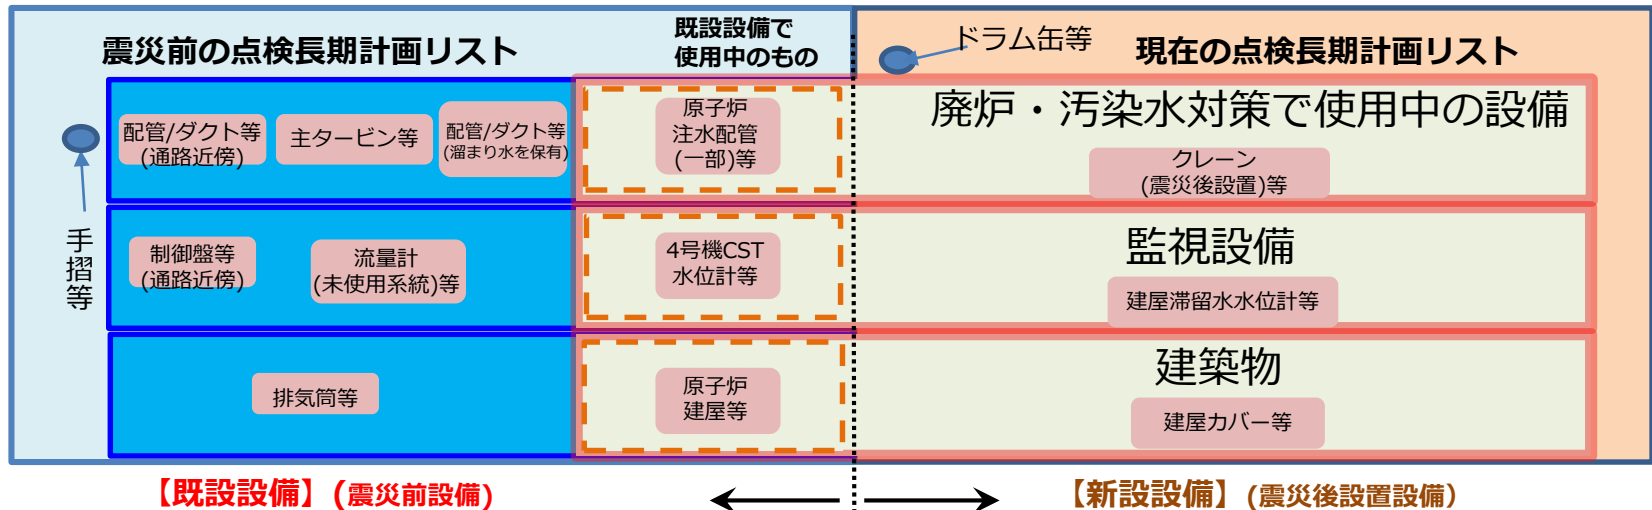 震災前の点検長期計画リスト
既設設備で
使用中のもの
ドラム缶等
現在の点検長期計画リスト
配管/ダクト等
(通路近傍)
主タービン等
配管/ダクト等
(溜まり水を保有)
原子炉
注水配管
(一部)等
廃炉・汚染水対策で使用中の設備
クレーン
(震災後設置)等
手摺等
制御盤等
(通路近傍)
流量計
(未使用系統)等
4号機CST
水位計等
監視設備
建屋滞留水水位計等
排気筒等
原子炉
建屋等
建築物
建屋カバー等
【既設設備】(震災前設備)
【新設設備】(震災後設置設備）